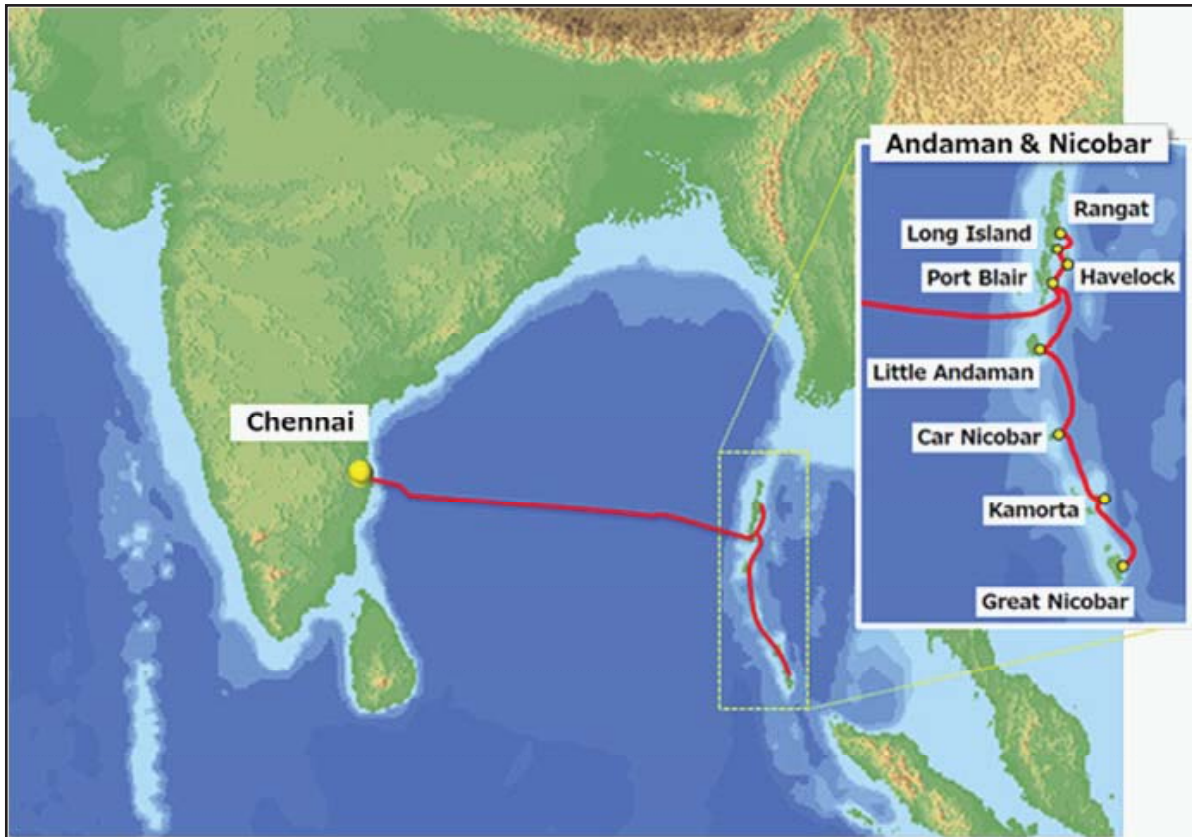 Andaman & Nicobar
Rangat
Long Island
Port Blair
Havelock
Little Andaman
Chennai
Car Nicobar
Kamorta
Great Nicobar